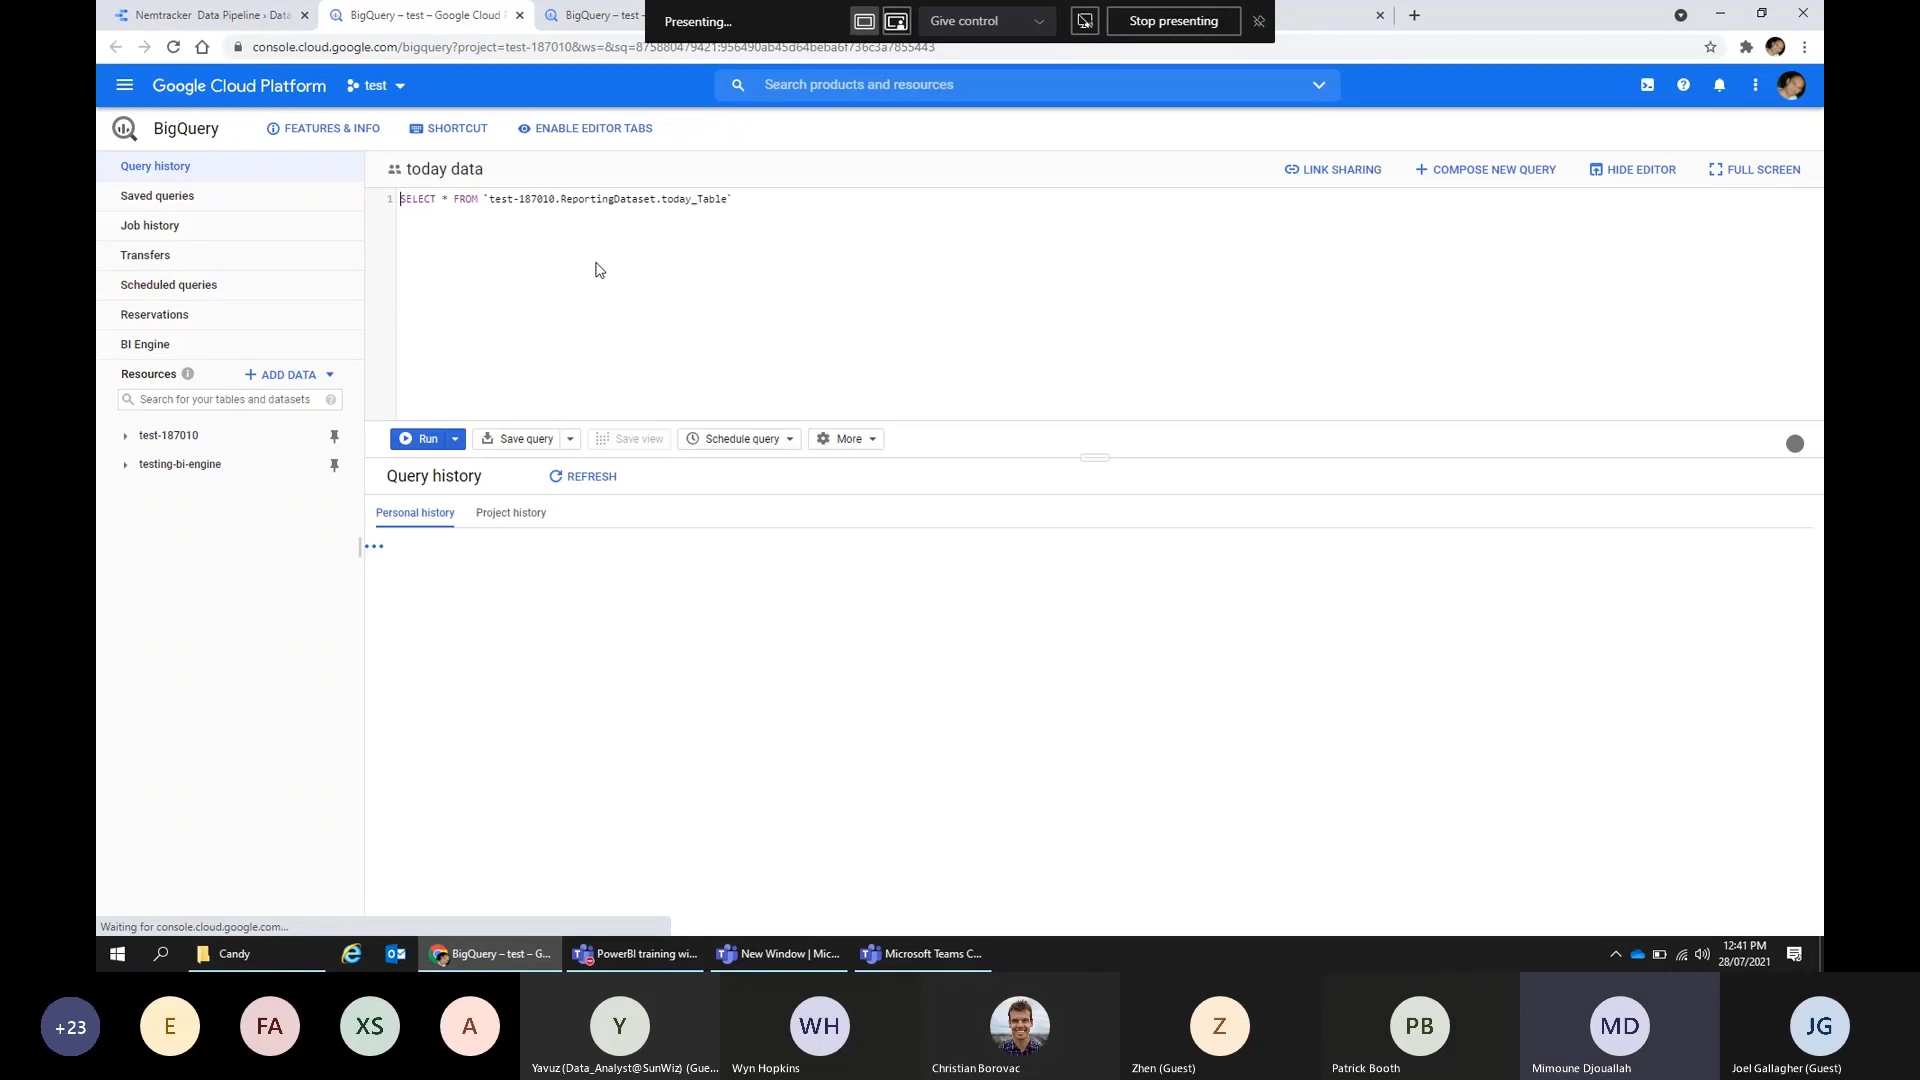 Nemtracker Data Pipeline › Data
BigQuery – test – Google Cloud P
BigQuery – test -
Presenting...
Give control
Stop presenting
console.cloud.google.com/bigquery?project=test-187010&ws=&sq=875880479421:956490ab45d64beba6f736c3a7855443
Google Cloud Platform
test
Search products and resources
BigQuery
FEATURES & INFO
SHORTCUT
ENABLE EDITOR TABS
Query history
Saved queries
Job history
Transfers
Scheduled queries
Reservations
BI Engine
Resources
ADD DATA
Search for your tables and datasets
test-187010
testing-bi-engine
today data
LINK SHARING
COMPOSE NEW QUERY
HIDE EDITOR
FULL SCREEN
1 SELECT * FROM `test-187010.ReportingDataset.today_Table`
Run
Save query
Save view
Schedule query
More
Query history
REFRESH
Personal history
Project history
Waiting for console.cloud.google.com...
Candy
BigQuery – test – G...
PowerBI training wi...
New Window | Mic...
Microsoft Teams C...
12:41 PM
28/07/2021
+23
E
FA
XS
A
Y
WH
Z
PB
MD
JG
Yavuz (Data_Analyst@SunWiz) (Gue...
Wyn Hopkins
Christian Borovac
Zhen (Guest)
Patrick Booth
Mimoune Djouallah
Joel Gallagher (Guest)